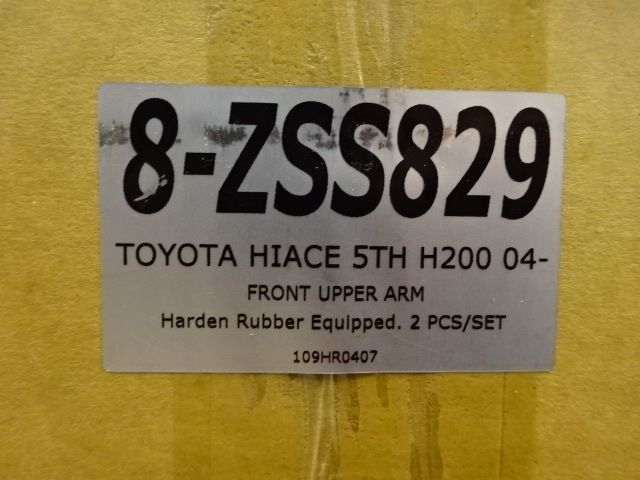 8-ZSS829
TOYOTA HIACE 5TH H200 04-
FRONT UPPER ARM
Harden Rubber Equipped. 2 PCS/SET
109HR0407